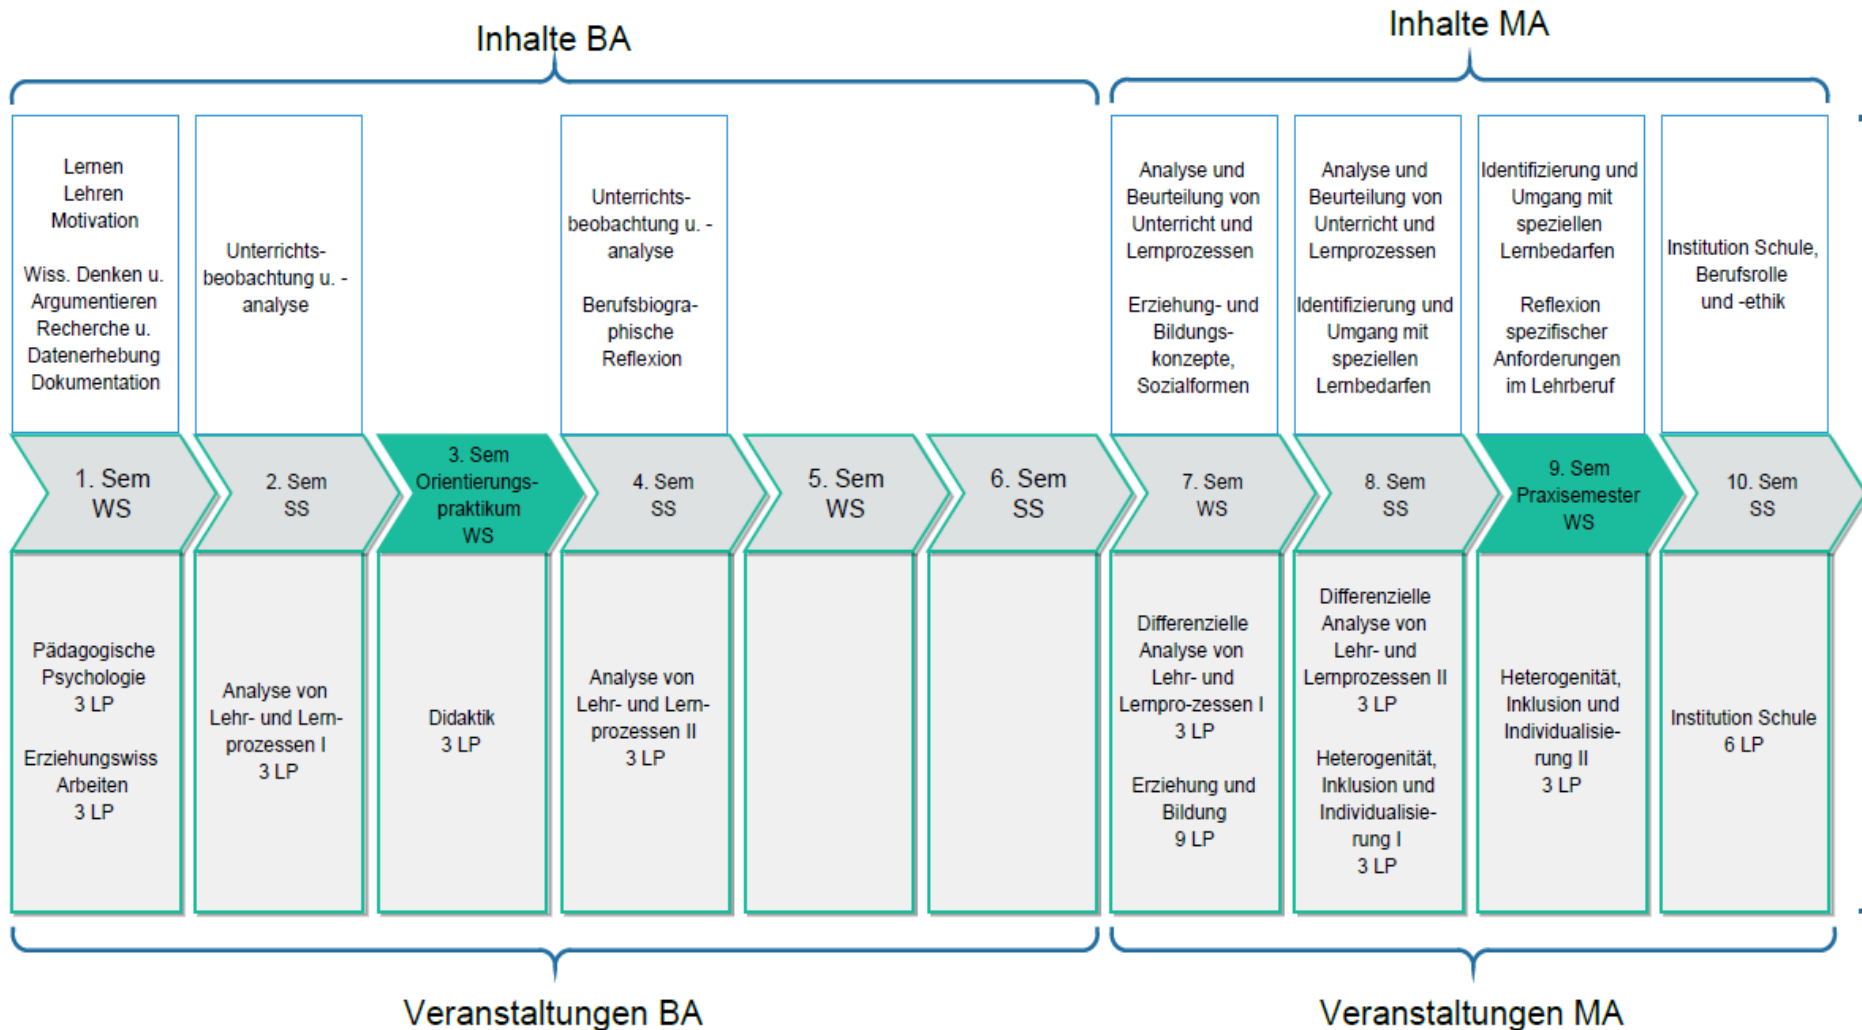 Inhalte BA
Inhalte MA
Lernen
Lehren
Motivation
Wiss. Denken u.
Argumentieren
Recherche u.
Datenerhebung
Dokumentation
Unterrichts-
beobachtung u. -
analyse
Unterrichts-
beobachtung u. -
analyse
Berufsbiogra-
phische
Reflexion
Analyse und
Beurteilung von
Unterricht und
Lernprozessen
Erziehung- und
Bildungs-
konzepte,
Sozialformen
Analyse und
Beurteilung von
Unterricht und
Lernprozessen
Identifizierung und
Umgang mit
speziellen
Lernbedarfen
Identifizierung und
Umgang mit
speziellen
Lernbedarfen
Reflexion
spezifischer
Anforderungen
im Lehrberuf
Institution Schule,
Berufsrolle
und -ethik
1. Sem
WS
2. Sem
SS
3. Sem
Orientierungs-
praktikum
WS
4. Sem
SS
5. Sem
WS
6. Sem
SS
7. Sem
WS
8. Sem
SS
9. Sem
Praxisemester
WS
10. Sem
SS
Pädagogische
Psychologie
3 LP
Erziehungswiss
Arbeiten
3 LP
Analyse von
Lehr- und Lern-
prozessen I
3 LP
Didaktik
3 LP
Analyse von
Lehr- und Lern-
prozessen II
3 LP
Differenzielle
Analyse von
Lehr- und
Lernpro-zessen I
3 LP
Erziehung und
Bildung
9 LP
Differenzielle
Analyse von
Lehr- und
Lernprozessen II
3 LP
Heterogenität,
Inklusion und
Individualisie-
rung I
3 LP
Heterogenität,
Inklusion und
Individualisie-
rung II
3 LP
Institution Schule
6 LP
Veranstaltungen BA
Veranstaltungen MA